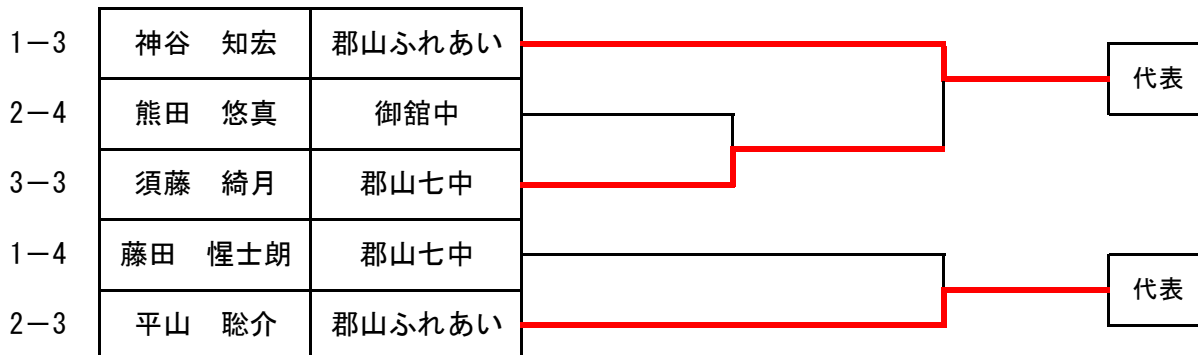 1－3 神谷　知宏 郡山ふれあい
代表
2－4 熊田　悠真 御舘中
3－3 須藤　綺月 郡山七中
1－4 藤田　惺士朗 郡山七中
代表
2－3 平山　聡介 郡山ふれあい